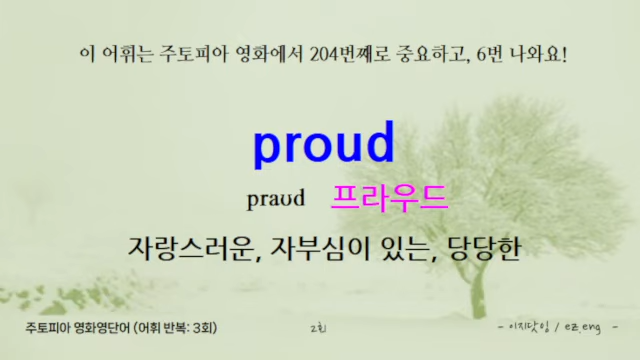 이 어휘는 주토피아 영화에서 204번째로 중요하고, 6번 나와요!
proud
praʊd 프라우드
자랑스러운, 자부심이 있는, 당당한
주토피아 영화영단어 (어휘 반복: 3회) 2회 - 이지닷잉 / ez.eng -